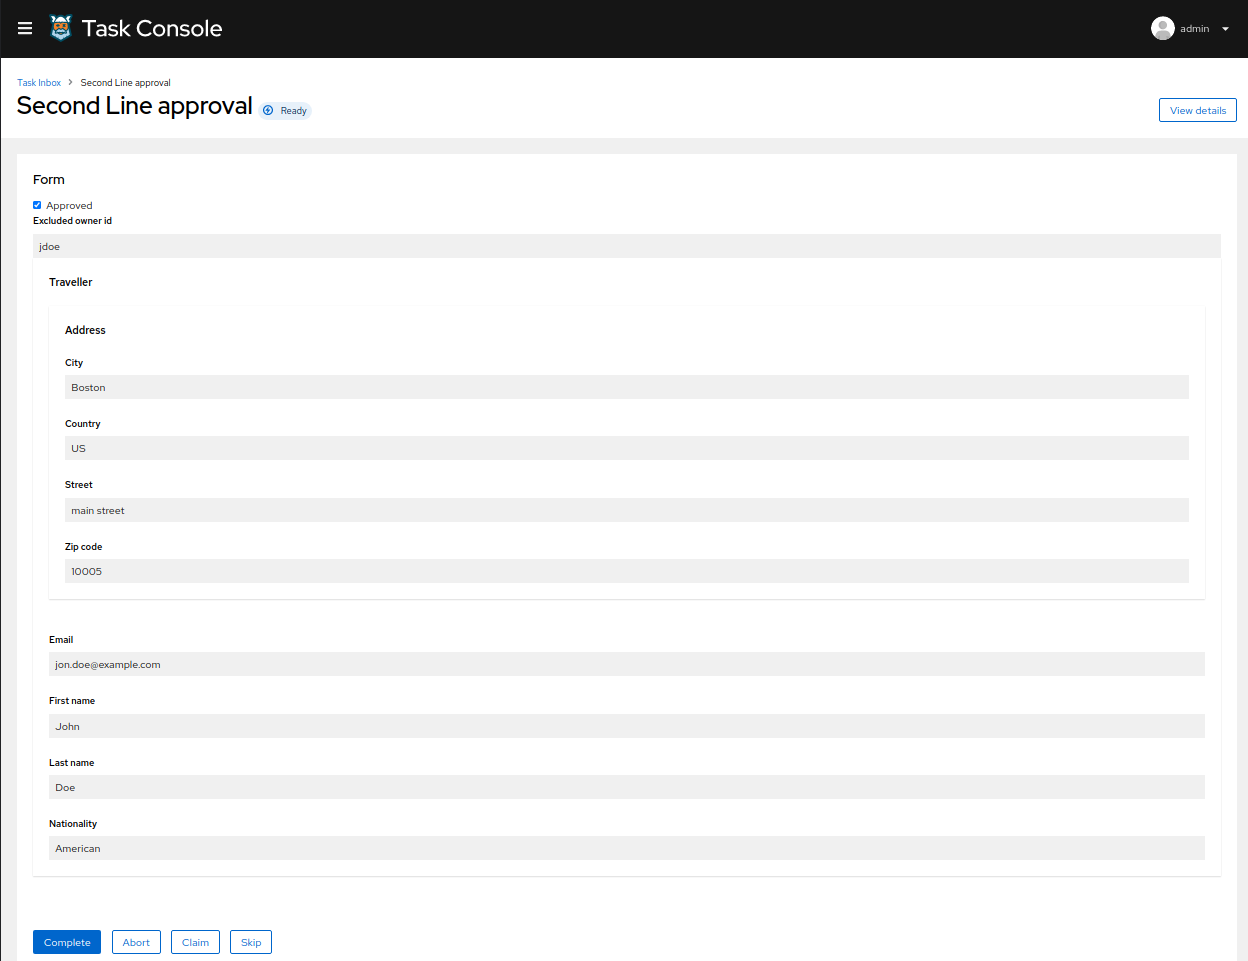 Task Console
admin
Task Inbox > Second Line approval
Second Line approval
Ready
View details
Form
Approved
Excluded owner id
jdoe
Traveller
Address
City
Boston
Country
US
Street
main street
Zip code
10005
Email
jon.doe@example.com
First name
John
Last name
Doe
Nationality
American
Complete Abort Claim Skip